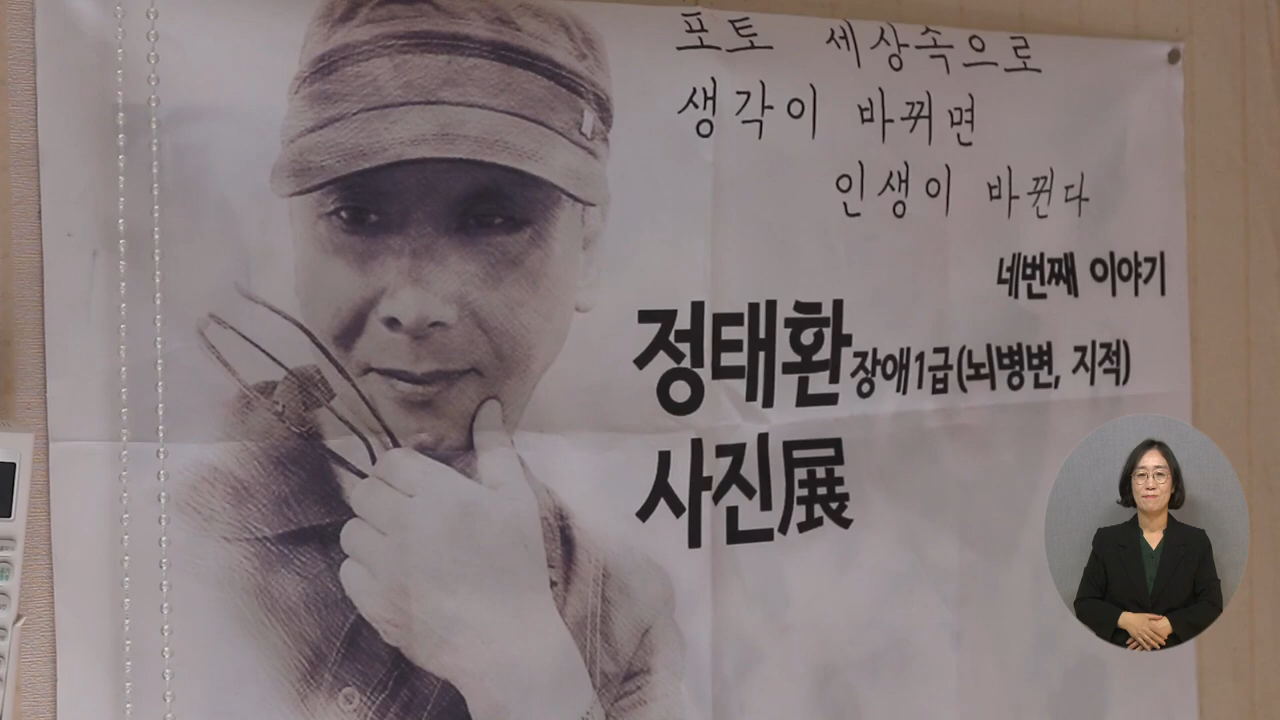 포토 세상속으로
생각이 바뀌면
인생이 바뀐다
네번째 이야기
정태환 장애1급(뇌병변, 지적)
사진展